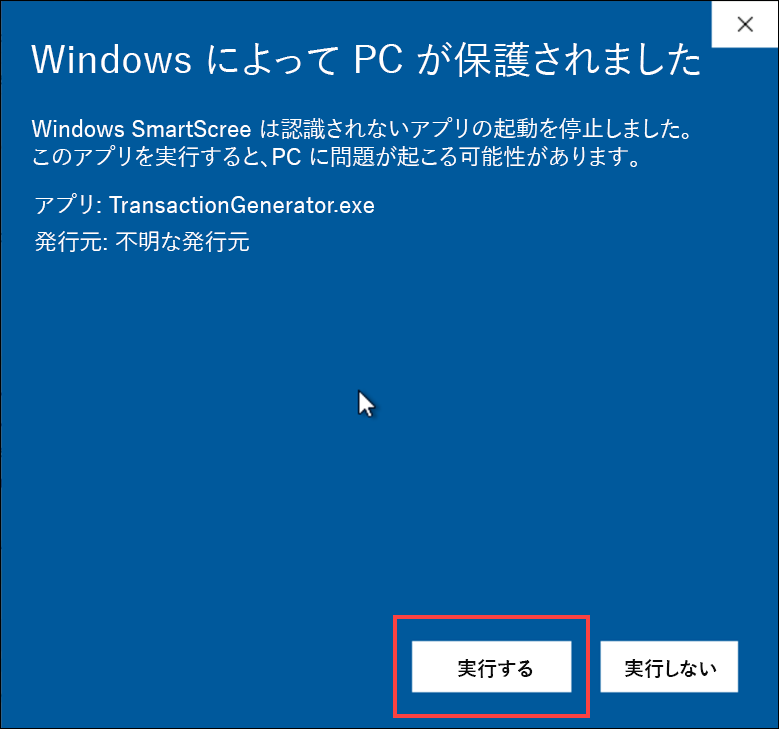 Windows によって PC が保護されました
Windows SmartScree は認識されないアプリの起動を停止しました。
このアプリを実行すると、PC に問題が起こる可能性があります。
アプリ: TransactionGenerator.exe
発行元: 不明な発行元
実行する 実行しない